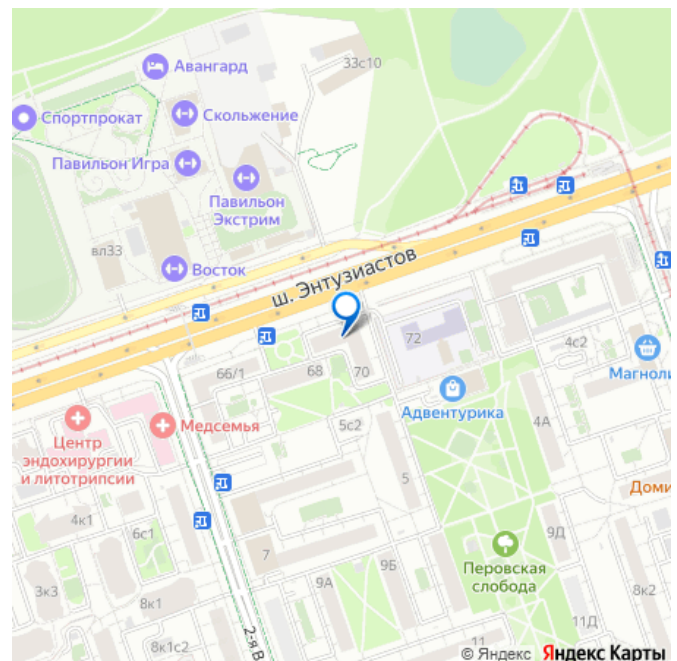 Авангард
33с10
Спортпрокат
Скольжение
Павильон Игра
Павильон
Экстрим
вл33
Восток
ш. Энтузиастов
72
4с2
66/1
68
70
Магноли
Адвентурика
Медсемья
5с2
4А
Центр
эндохирургии
и литотрипсии
5
Доми
4к1
6с1
7
9Д
9Б
Перовская
слобода
3к3
9А
8к1
8к2
11Д
2-я В
8к1с2
11
© Яндекс Яндекс Карты